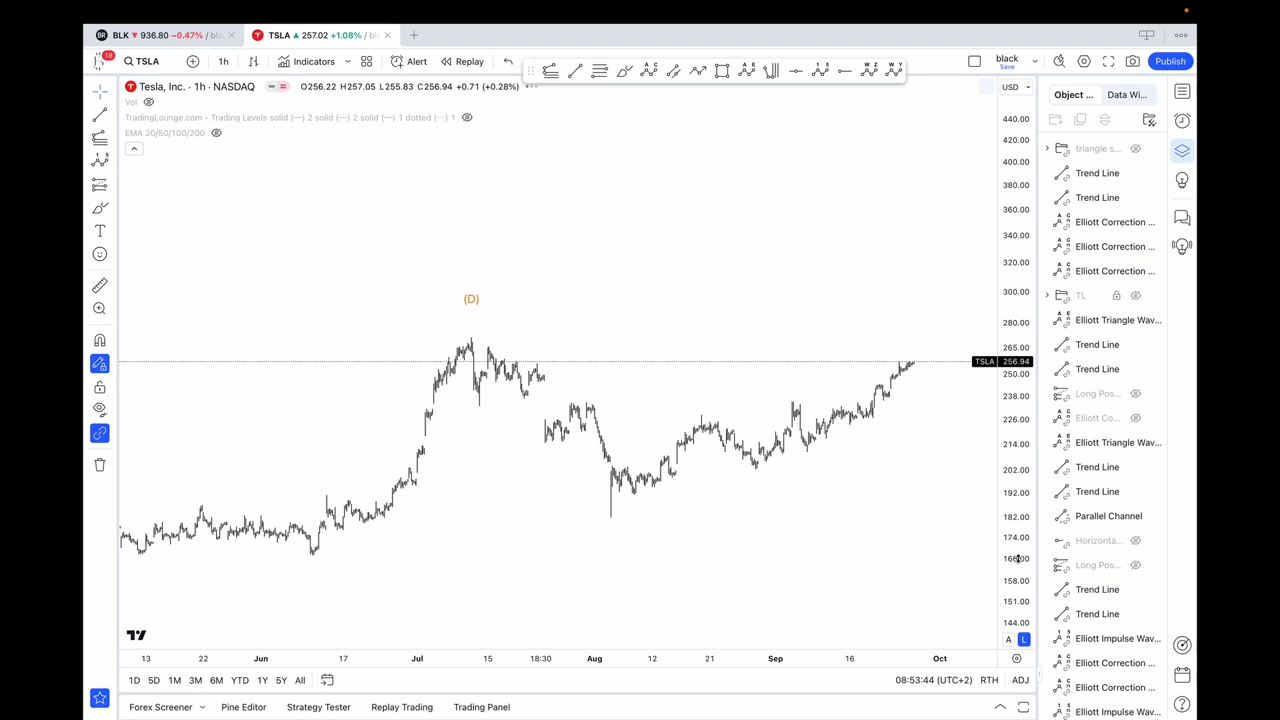 BLK ▼ 936.80 −0.47% / bla
TSLA ▲ 257.02 +1.08% / bl
18
TSLA
1h
Indicators
Alert
Replay
black
Save
Publish
Tesla, Inc. · 1h · NASDAQ
O256.22 H257.05 L255.83 C256.94 +0.71 (+0.28%)
USD
Vol
TradingLounge.com - Trading Levels solid (—) 2 solid (—) 2 solid (—) 1 dotted (···) 1
EMA 20/50/100/200
(D)
440.00
420.00
400.00
380.00
360.00
340.00
320.00
300.00
280.00
265.00
TSLA 256.94
250.00
238.00
226.00
214.00
202.00
192.00
182.00
174.00
166.00
158.00
151.00
144.00
A L
13 22 Jun 17 Jul 15 18:30 Aug 12 21 Sep 16 Oct
1D 5D 1M 3M 6M YTD 1Y 5Y All
08:53:44 (UTC+2) RTH ADJ
Forex Screener Pine Editor Strategy Tester Replay Trading Trading Panel
Object ...
Data Wi...
triangle s...
Trend Line
Trend Line
Elliott Correction ...
Elliott Correction ...
Elliott Correction ...
TL
Elliott Triangle Wav...
Trend Line
Trend Line
Long Pos...
Elliott Co...
Elliott Triangle Wav...
Trend Line
Trend Line
Parallel Channel
Horizonta...
Long Pos...
Trend Line
Trend Line
Elliott Impulse Wav...
Elliott Correction ...
Elliott Correction ...
Elliott Impulse Wav...